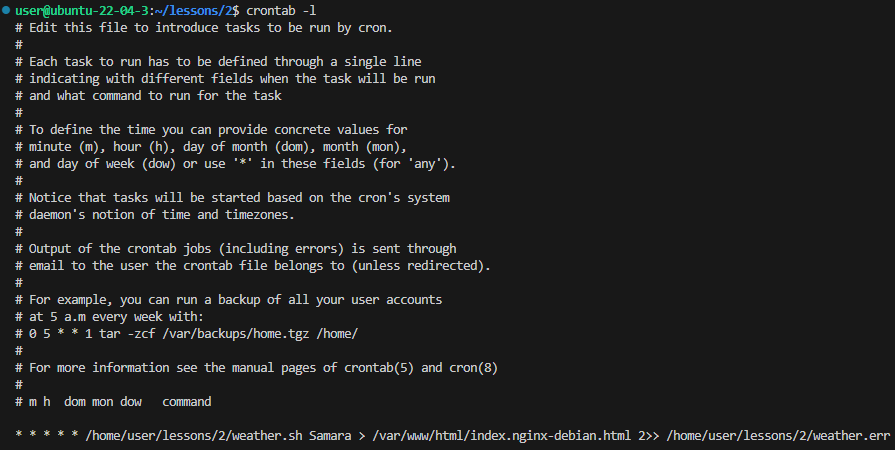 user@ubuntu-22-04-3:~/lessons/2$ crontab -l
# Edit this file to introduce tasks to be run by cron.
#
# Each task to run has to be defined through a single line
# indicating with different fields when the task will be run
# and what command to run for the task
#
# To define the time you can provide concrete values for
# minute (m), hour (h), day of month (dom), month (mon),
# and day of week (dow) or use '*' in these fields (for 'any').
#
# Notice that tasks will be started based on the cron's system
# daemon's notion of time and timezones.
#
# Output of the crontab jobs (including errors) is sent through
# email to the user the crontab file belongs to (unless redirected).
#
# For example, you can run a backup of all your user accounts
# at 5 a.m every week with:
# 0 5 * * 1 tar -zcf /var/backups/home.tgz /home/
#
# For more information see the manual pages of crontab(5) and cron(8)
#
# m h  dom mon dow   command

* * * * * /home/user/lessons/2/weather.sh Samara > /var/www/html/index.nginx-debian.html 2>> /home/user/lessons/2/weather.err